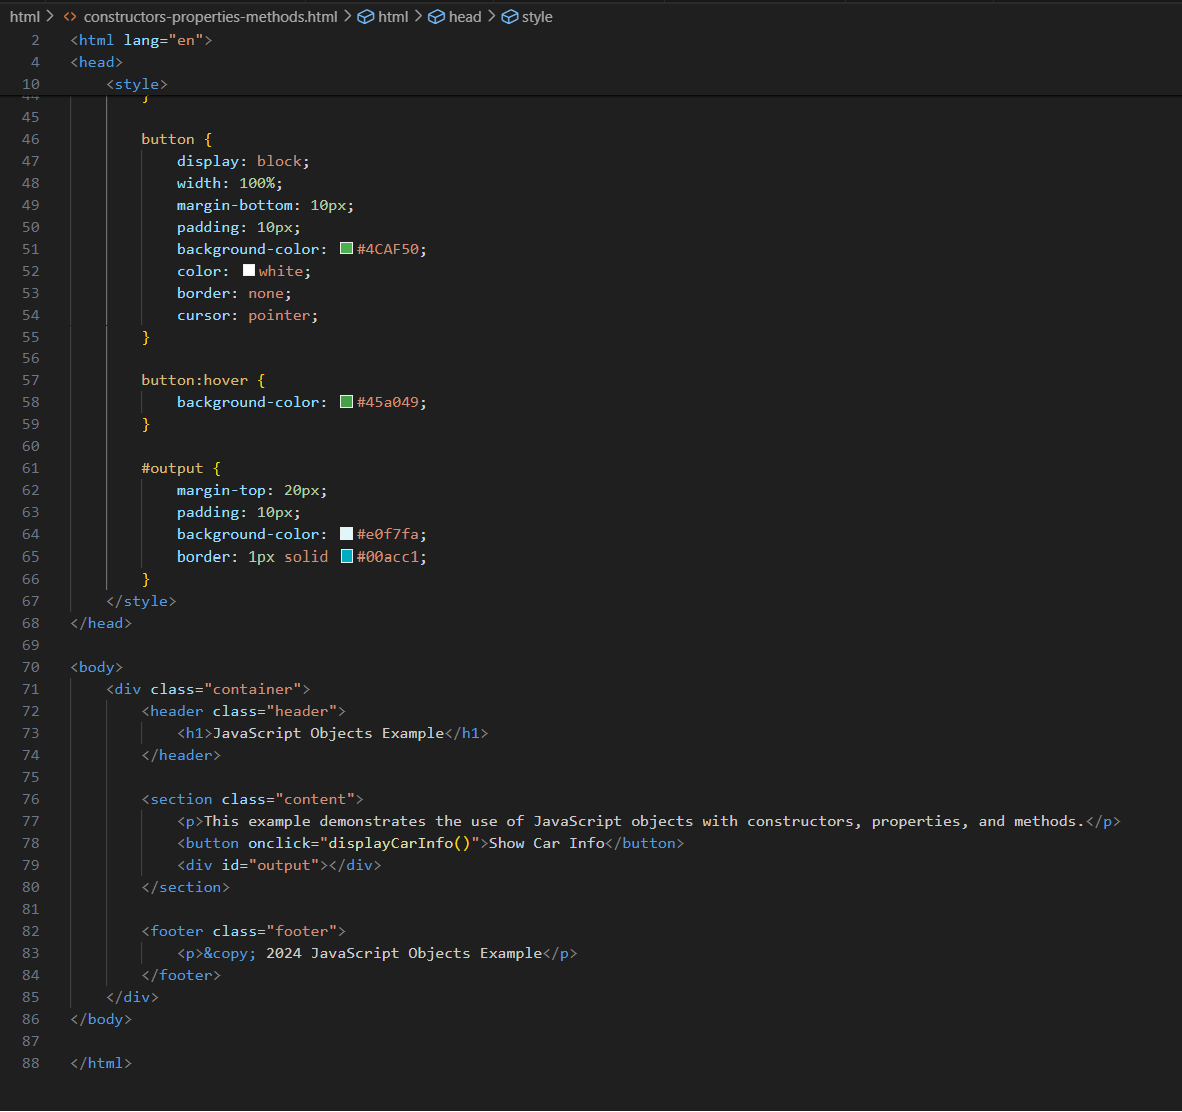 html > constructors-properties-methods.html > html > head > style
2 <html lang="en">
4 <head>
10 <style>
44 }
45
46 button {
47 display: block;
48 width: 100%;
49 margin-bottom: 10px;
50 padding: 10px;
51 background-color: #4CAF50;
52 color: white;
53 border: none;
54 cursor: pointer;
55 }
56
57 button:hover {
58 background-color: #45a049;
59 }
60
61 #output {
62 margin-top: 20px;
63 padding: 10px;
64 background-color: #e0f7fa;
65 border: 1px solid #00acc1;
66 }
67 </style>
68 </head>
69
70 <body>
71 <div class="container">
72 <header class="header">
73 <h1>JavaScript Objects Example</h1>
74 </header>
75
76 <section class="content">
77 <p>This example demonstrates the use of JavaScript objects with constructors, properties, and methods.</p>
78 <button onclick="displayCarInfo()">Show Car Info</button>
79 <div id="output"></div>
80 </section>
81
82 <footer class="footer">
83 <p>&copy; 2024 JavaScript Objects Example</p>
84 </footer>
85 </div>
86 </body>
87
88 </html>